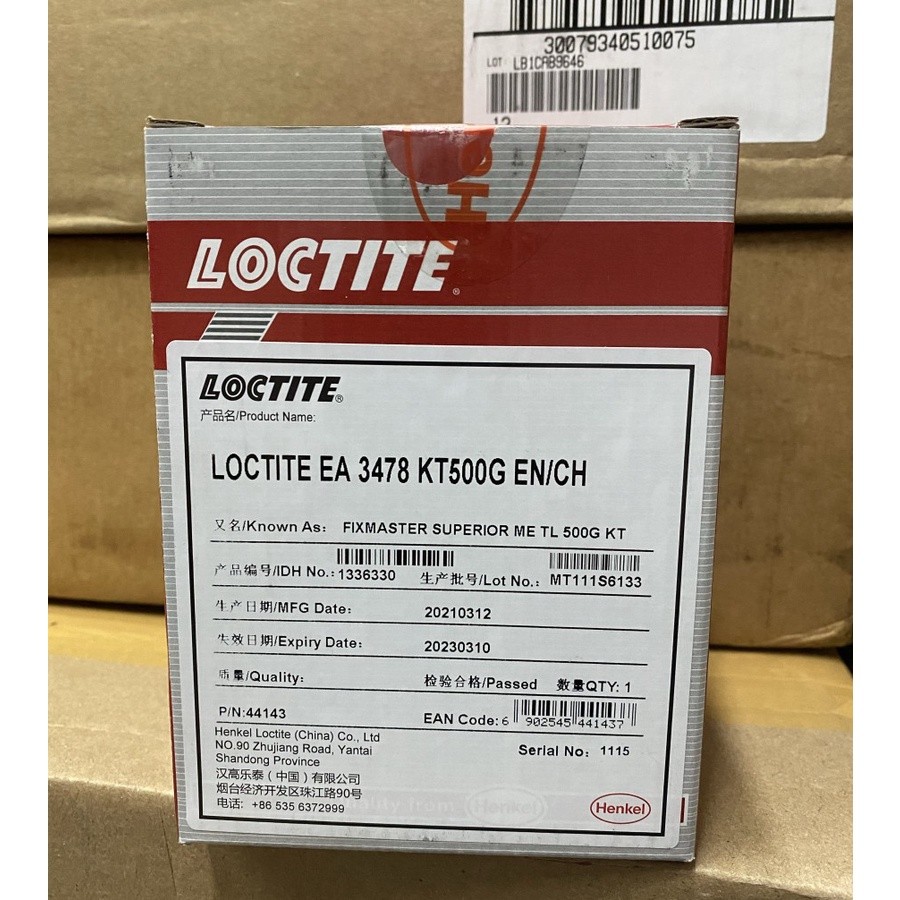 30079340510075
LOT: LB1CAB9646
12
LOCTITE®
LOCTITE®
产品名/Product Name:
LOCTITE EA 3478 KT500G EN/CH
又名/Known As: FIXMASTER SUPERIOR ME TL 500G KT
产品编号/IDH No.: 1336330 生产批号/Lot No.: MT111S6133
生产日期/MFG Date: 20210312
失效日期/Expiry Date: 20230310
质量/Quality: 检验合格/Passed 数量QTY: 1
P/N:44143 EAN Code: 6 902545 441437
Henkel Loctite (China) Co., Ltd
NO.90 Zhujiang Road, Yantai
Shandong Province
Serial No: 1115
汉高乐泰（中国）有限公司
烟台经济开发区珠江路90号
电话: +86 535 6372999
Quality from Henkel
Henkel